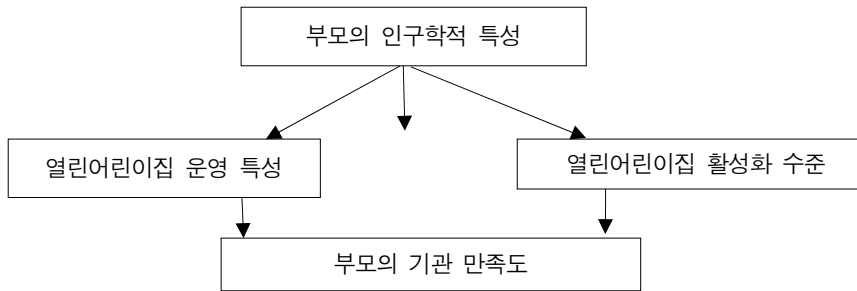 부모의 인구학적 특성
열린어린이집 운영 특성
열린어린이집 활성화 수준
부모의 기관 만족도